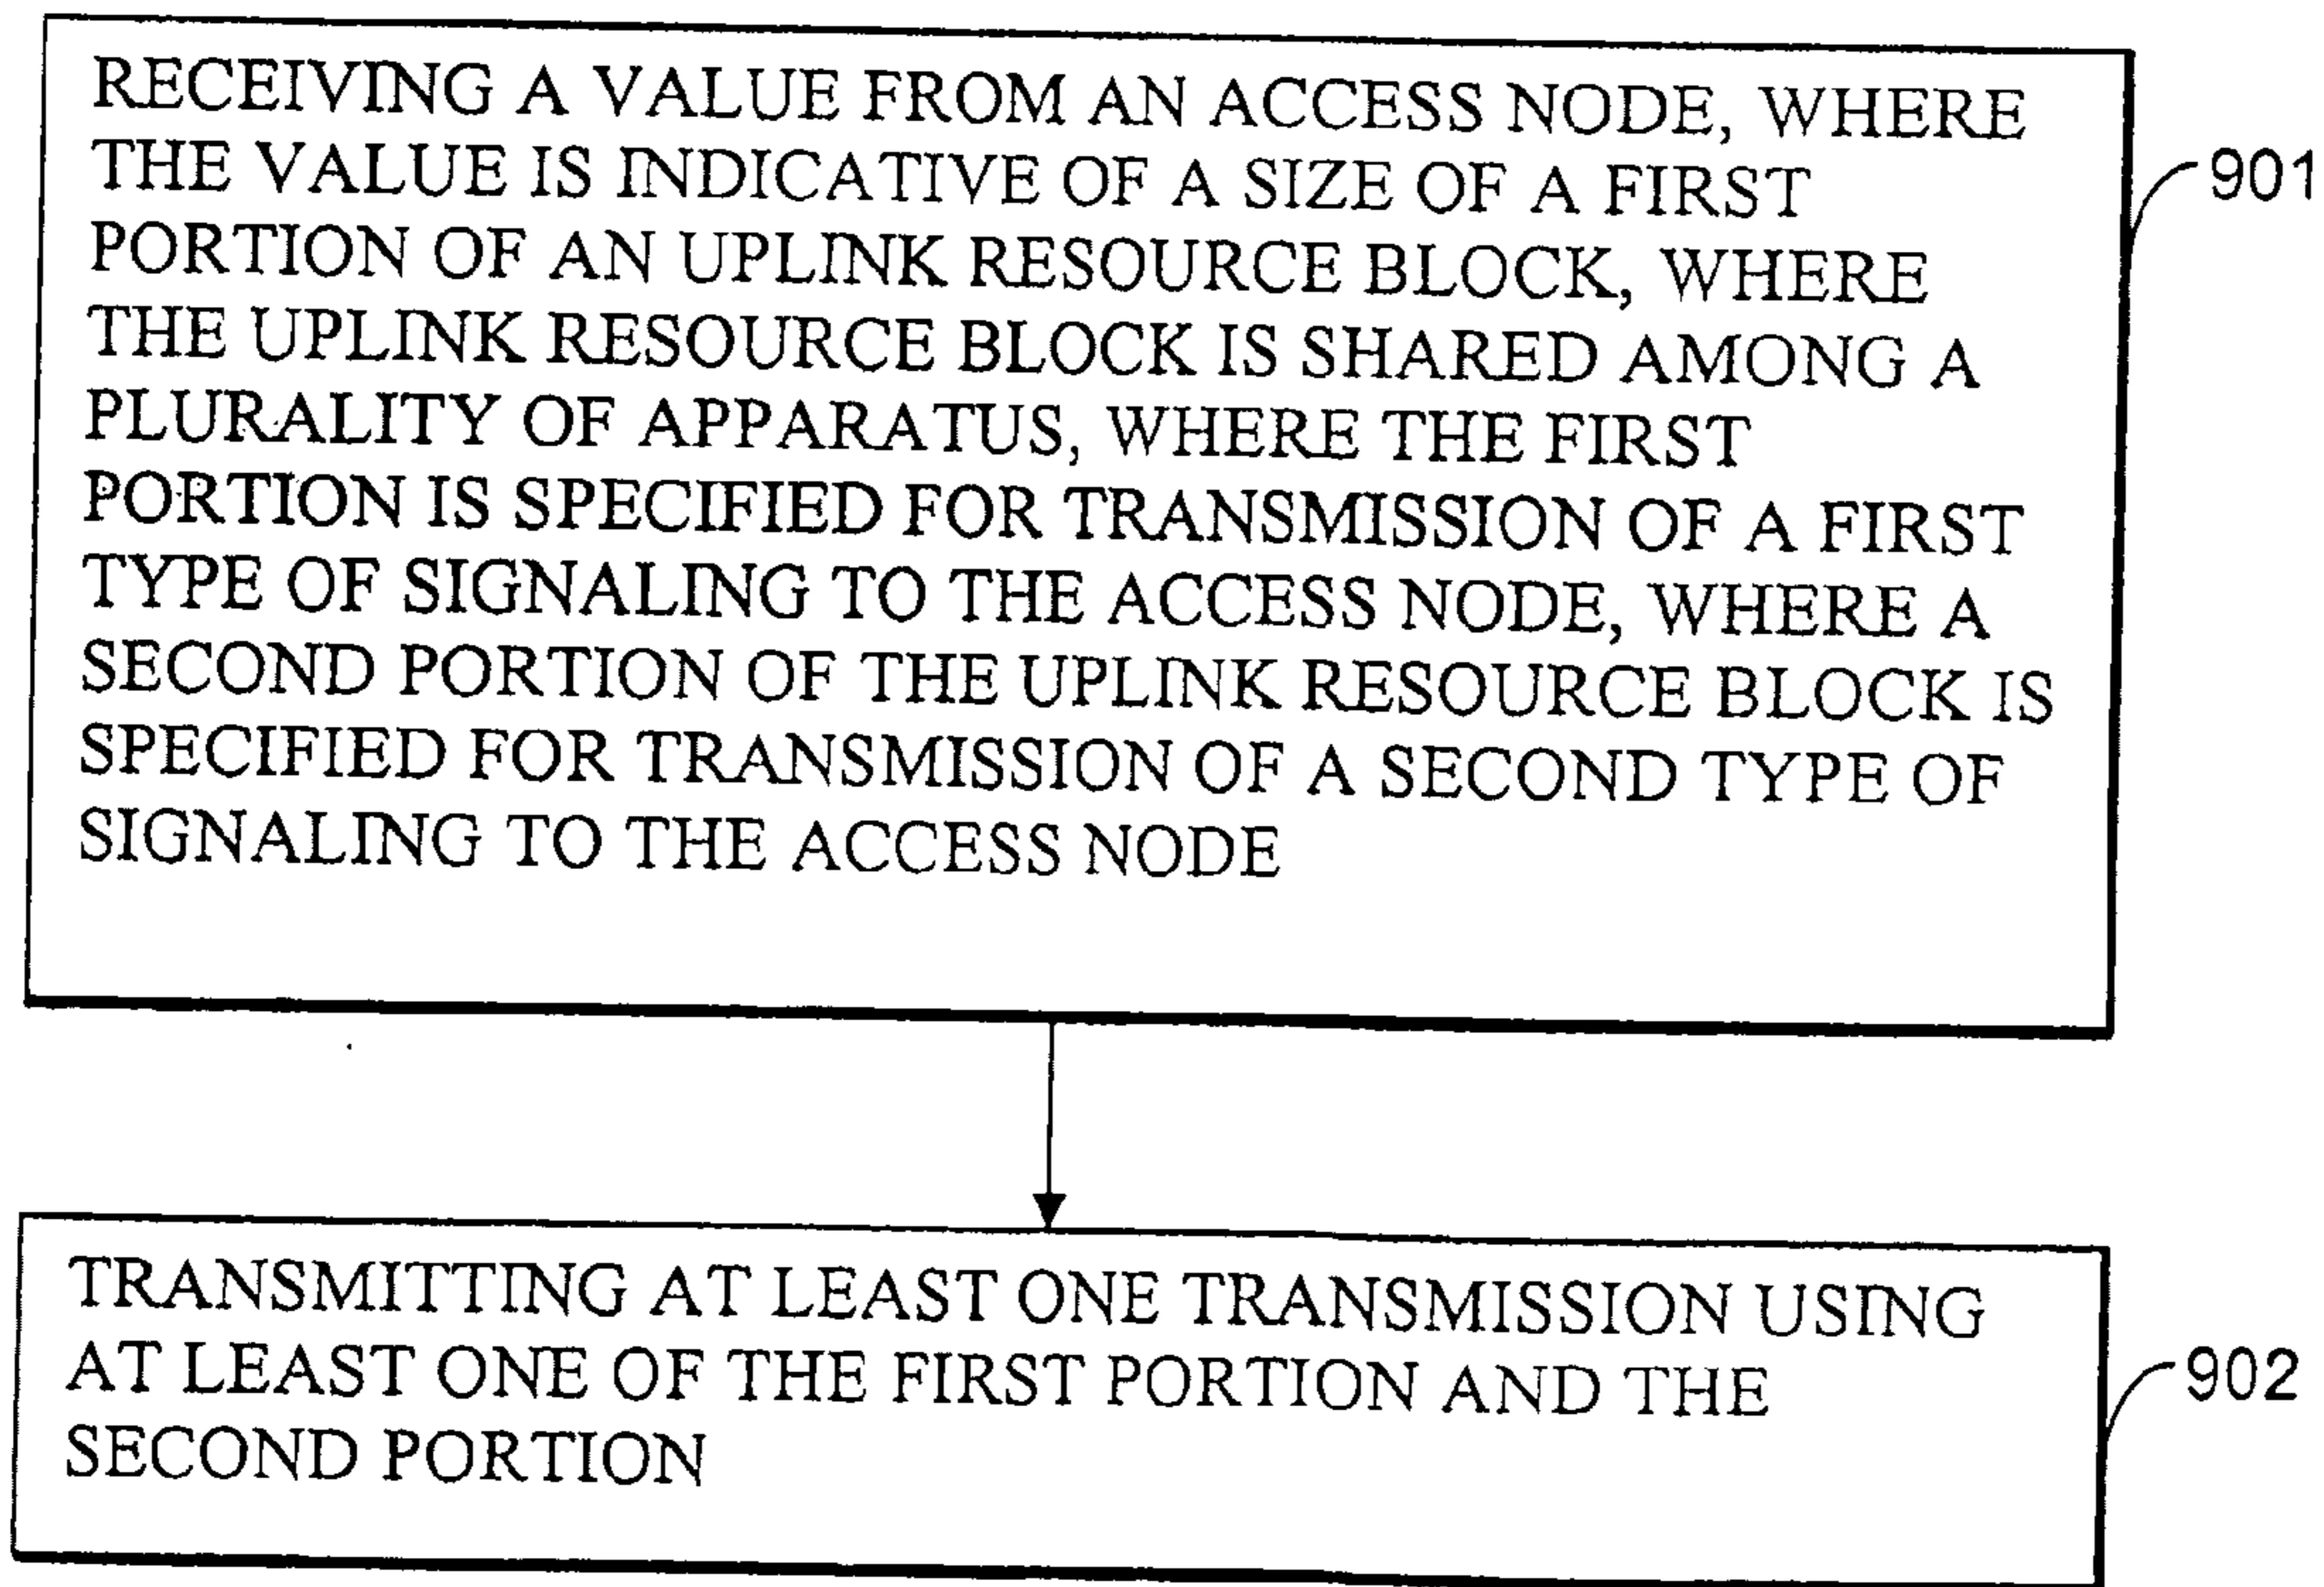 RECEIVING A VALUE FROM AN ACCESS NODE, WHERE
THE VALUE IS INDICATIVE OF A SIZE OF A FIRST
PORTION OF AN UPLINK RESOURCE BLOCK, WHERE
THE UPLINK RESOURCE BLOCK IS SHARED AMONG A
PLURALITY OF APPARATUS, WHERE THE FIRST
PORTION IS SPECIFIED FOR TRANSMISSION OF A FIRST
TYPE OF SIGNALING TO THE ACCESS NODE, WHERE A
SECOND PORTION OF THE UPLINK RESOURCE BLOCK IS
SPECIFIED FOR TRANSMISSION OF A SECOND TYPE OF
SIGNALING TO THE ACCESS NODE
901
TRANSMITTING AT LEAST ONE TRANSMISSION USING
AT LEAST ONE OF THE FIRST PORTION AND THE
SECOND PORTION
902